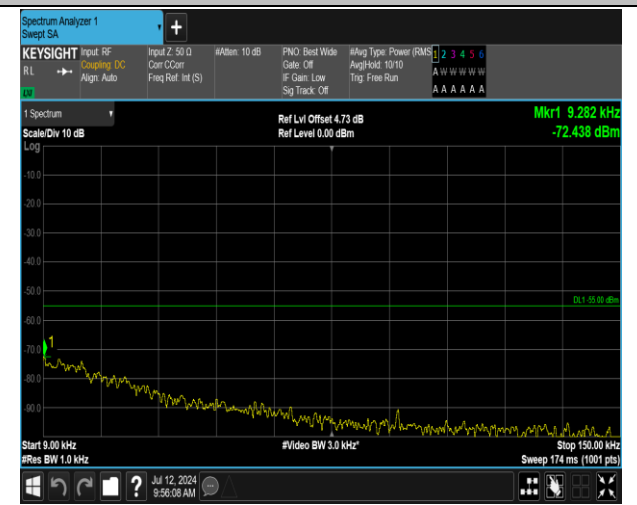 Spectrum Analyzer 1
Swept SA
+
KEYSIGHT
RL
Input: RF
Coupling: DC
Align: Auto
Input Z: 50 Ω
Corr CCorr
Freq Ref: Int (S)
#Atten: 10 dB
PNO: Best Wide
Gate: Off
IF Gain: Low
Sig Track: Off
#Avg Type: Power (RMS
Avg|Hold: 10/10
Trig: Free Run
1 2 3 4 5 6
A W W W W W
A A A A A A
1 Spectrum
Scale/Div 10 dB
Log
Ref Lvl Offset 4.73 dB
Ref Level 0.00 dBm
Mkr1 9.282 kHz
-72.438 dBm
-10.0
-20.0
-30.0
-40.0
-50.0
-60.0
-70.0
-80.0
-90.0
DL1 -55.00 dBm
1
Start 9.00 kHz
#Res BW 1.0 kHz
#Video BW 3.0 kHz*
Stop 150.00 kHz
Sweep 174 ms (1001 pts)
?
Jul 12, 2024
9:56:08 AM